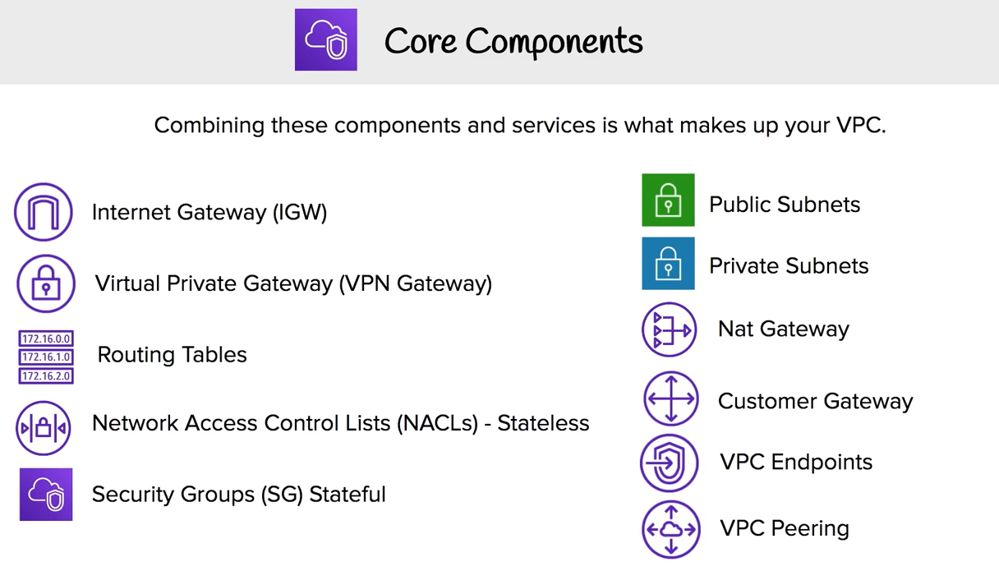 Core Components
Combining these components and services is what makes up your VPC.
Internet Gateway (IGW)
Virtual Private Gateway (VPN Gateway)
172.16.0.0
172.16.1.0
172.16.2.0
Routing Tables
Network Access Control Lists (NACLs) - Stateless
Security Groups (SG) Stateful
Public Subnets
Private Subnets
Nat Gateway
Customer Gateway
VPC Endpoints
VPC Peering